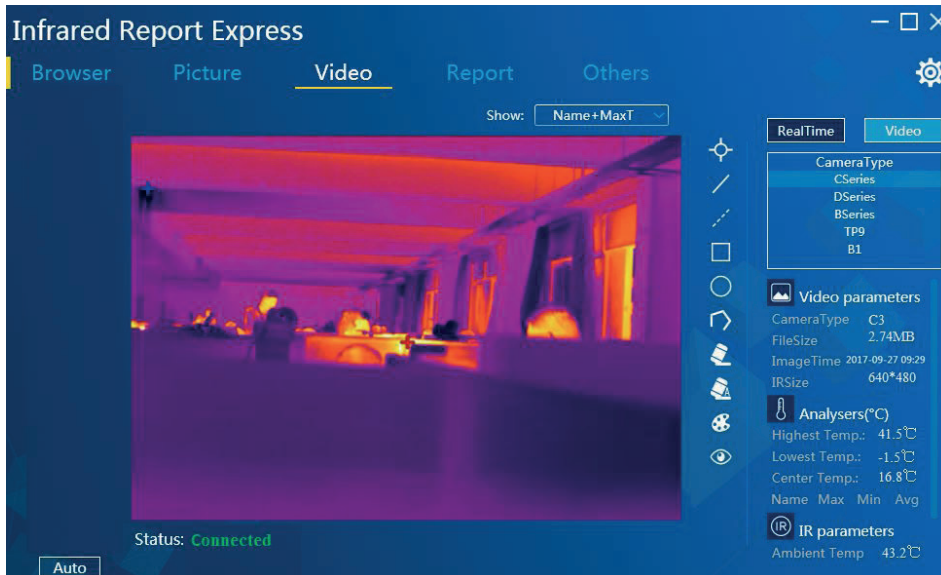 Infrared Report Express
Browser Picture Video Report Others
Show: Name+MaxT
RealTime Video
CameraType
CSeries
DSeries
BSeries
TP9
B1
Video parameters
CameraType C3
FileSize 2.74MB
ImageTime 2017-09-27 09:29
IRSize 640*480
Analysers(°C)
Highest Temp.: 41.5℃
Lowest Temp.: -1.5℃
Center Temp.: 16.8℃
Name Max Min Avg
IR IR parameters
Ambient Temp 43.2℃
Status: Connected
Auto